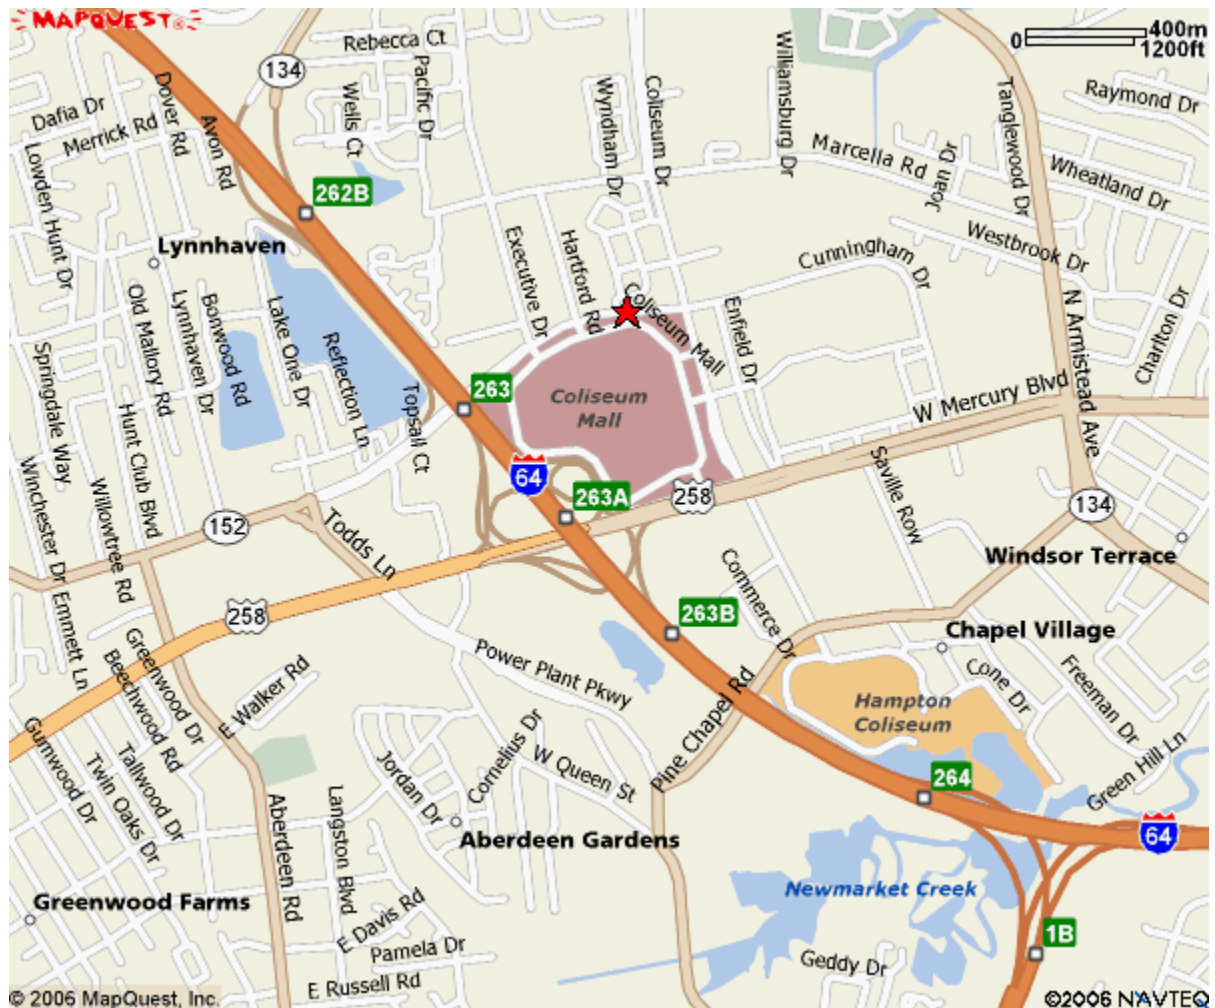 MAPQUEST®
0
400m
1200ft
Rebecca Ct
134
Pacific Dr
Wells Ct
Dover Rd
Dafia Dr
Merrick Rd
Avon Rd
Lowden Hunt Dr
Wyndham Dr
Coliseum Dr
Williamsburg Dr
Marcella Rd
Joan Dr
Tanglewood Dr
Raymond Dr
Wheatland Dr
262B
Lynnhaven
Executive Dr
Hartford Rd
Coliseum Mall
Cunningham Dr
Westbrook Dr
N Armistead Ave
Charlton Dr
Enfield Dr
Old Mallory Rd
Lynnhaven Dr
Bonwood Rd
Lake One Dr
Reflection Ln
Topsail Ct
Springdale Way
Hunt Club Blvd
263
Coliseum
Mall
W Mercury Blvd
64
263A
258
Saville Row
134
Winchester Dr
Willowtree Rd
152
Todds Ln
Windsor Terrace
Commerce Dr
Emmett Ln
258
263B
Chapel Village
Greenwood Dr
Beechwood Rd
E Walker Rd
Power Plant Pkwy
Pine Chapel Rd
Cone Dr
Freeman Dr
Hampton
Coliseum
Green Hill Ln
Gumwood Dr
Twin Oaks Dr
Tallwood Dr
Aberdeen Rd
Langston Blvd
Jordan Dr
Cornelius Dr
W Queen St
264
64
Aberdeen Gardens
Newmarket Creek
Greenwood Farms
E Davis Rd
Pamela Dr
E Russell Rd
Geddy Dr
1B
© 2006 MapQuest, Inc.
©2006 NAVTEQ